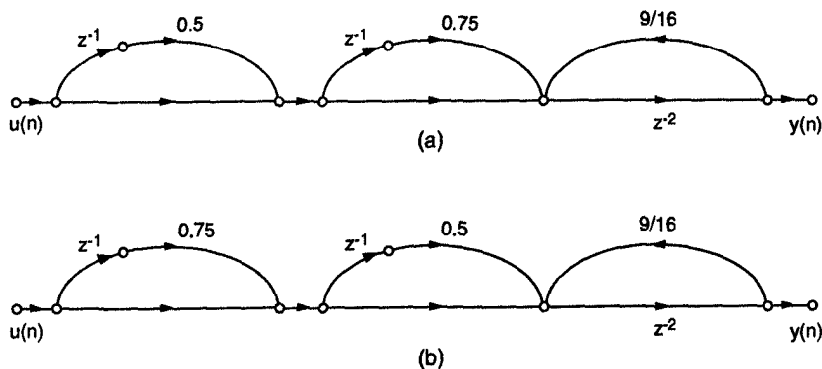 z⁻¹ 0.5 z⁻¹ 0.75 9/16
u(n) z⁻² y(n)
(a)
z⁻¹ 0.75 z⁻¹ 0.5 9/16
u(n) z⁻² y(n)
(b)